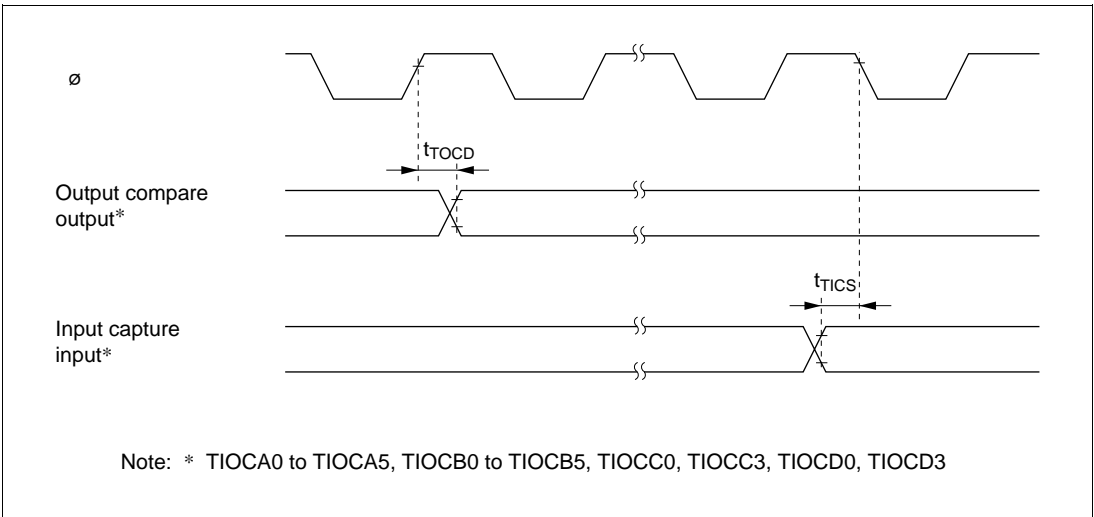 ø
tTOCD
Output compare
output*
tTICS
Input capture
input*
Note: * TIOCA0 to TIOCA5, TIOCB0 to TIOCB5, TIOCC0, TIOCC3, TIOCD0, TIOCD3